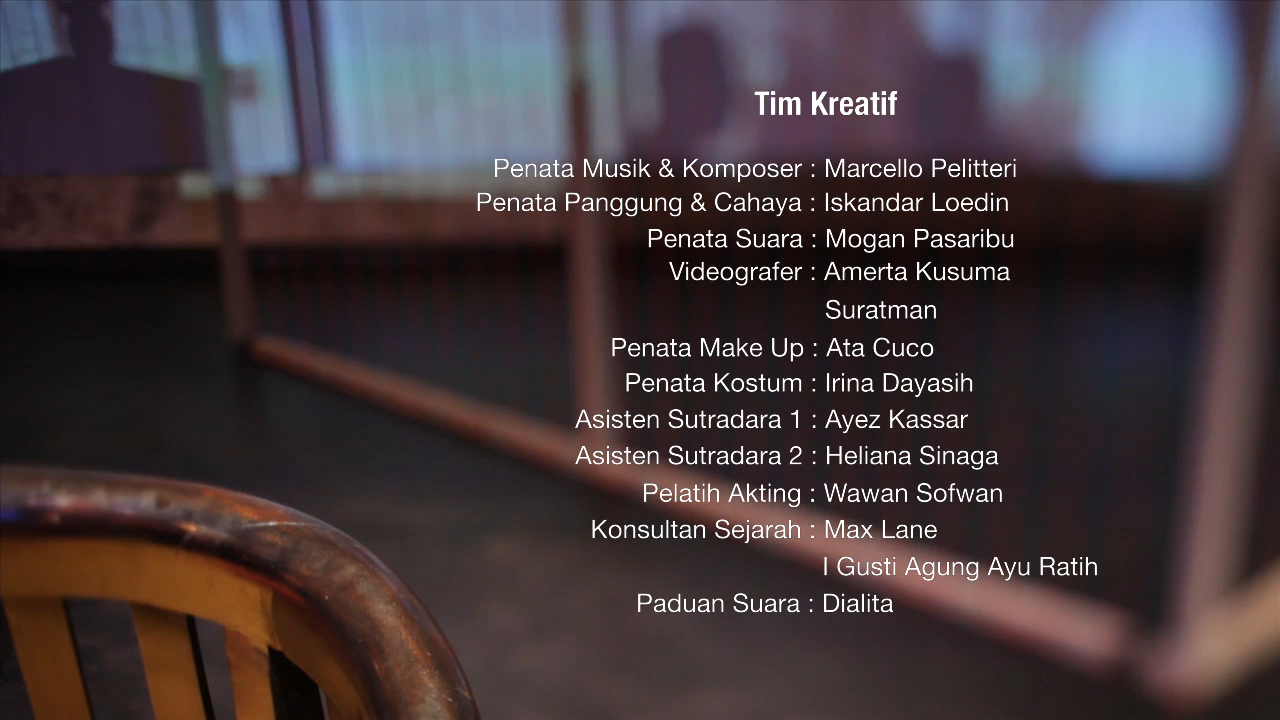 Tim Kreatif
Penata Musik & Komposer : Marcello Pelitteri
Penata Panggung & Cahaya : Iskandar Loedin
Penata Suara : Mogan Pasaribu
Videografer : Amerta Kusuma
Suratman
Penata Make Up : Ata Cuco
Penata Kostum : Irina Dayasih
Asisten Sutradara 1 : Ayez Kassar
Asisten Sutradara 2 : Heliana Sinaga
Pelatih Akting : Wawan Sofwan
Konsultan Sejarah : Max Lane
I Gusti Agung Ayu Ratih
Paduan Suara : Dialita